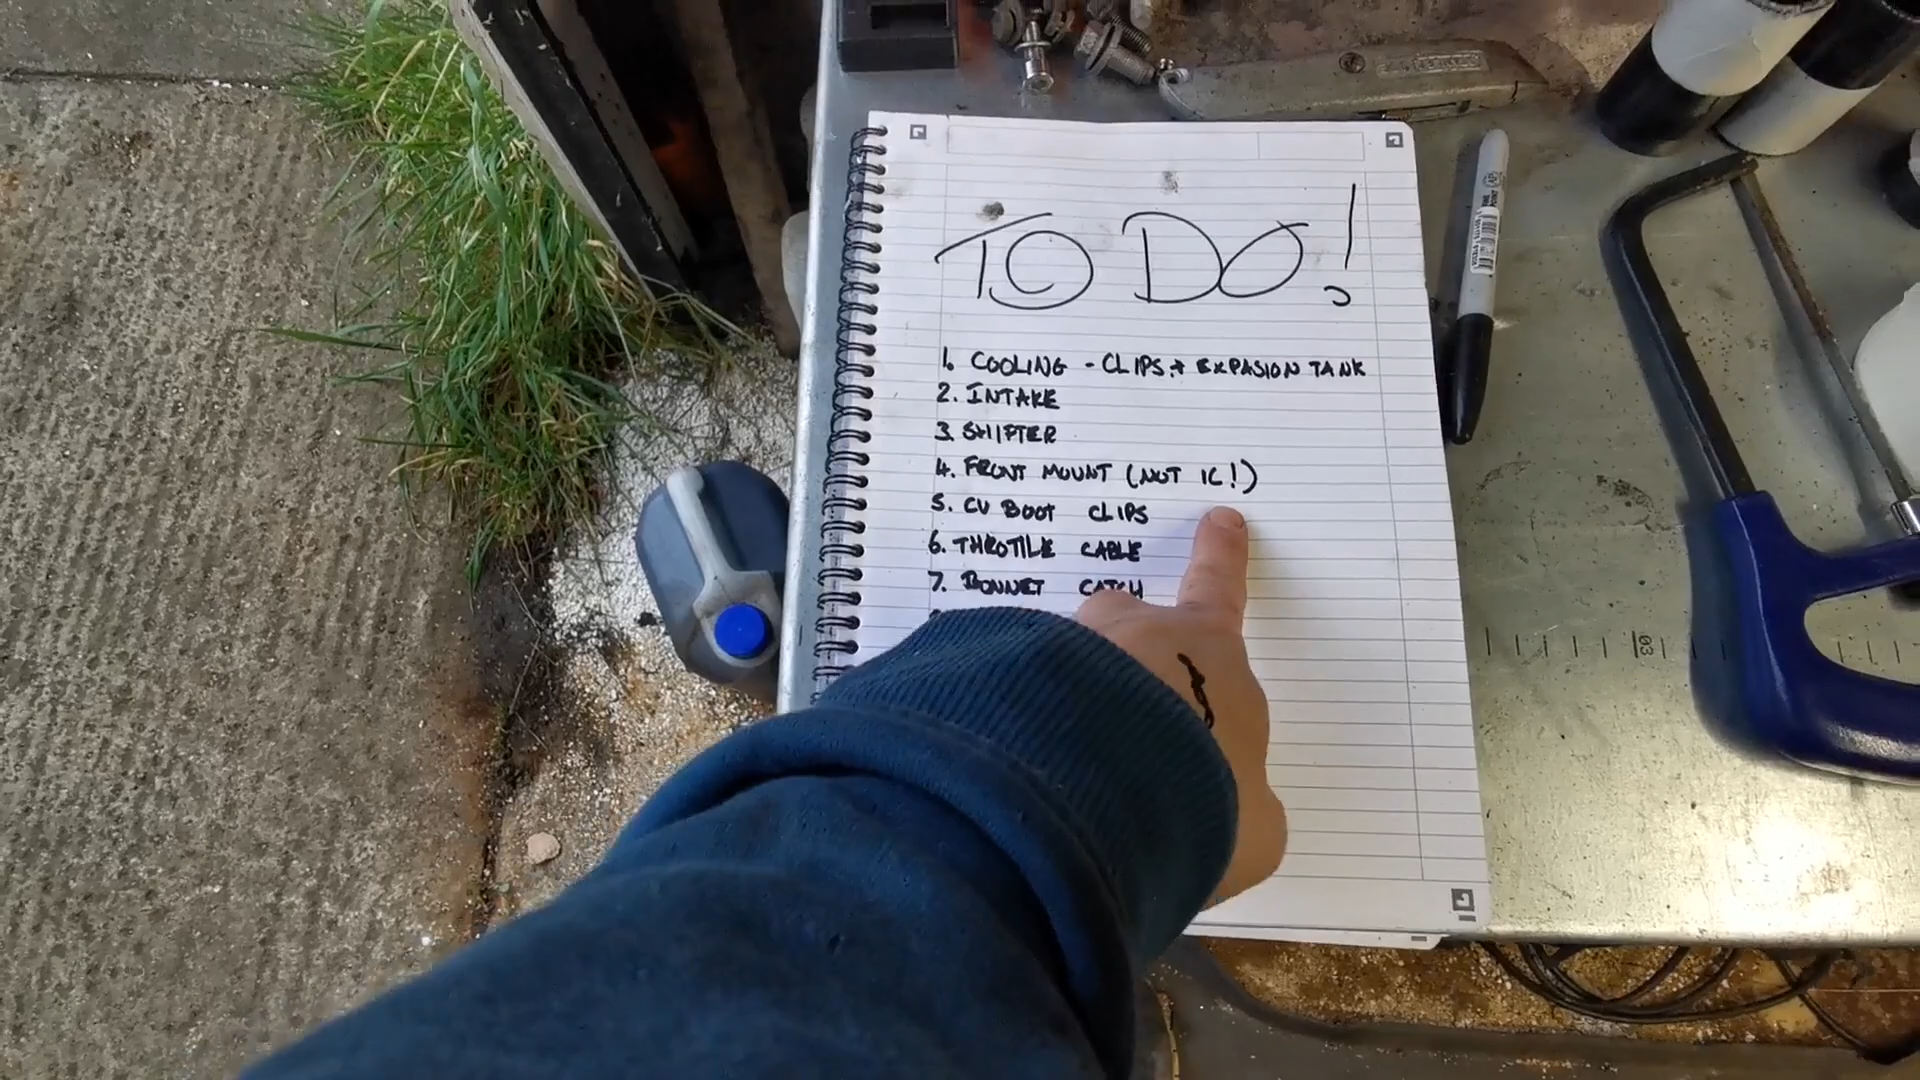 TO DO!
1. COOLING - CLIPS + EXPASION TANK
2. INTAKE
3. SHIFTER
4. FRONT MOUNT (NOT IC!)
5. CV BOOT CLIPS
6. THROTTLE CABLE
7. BONNET CATCH